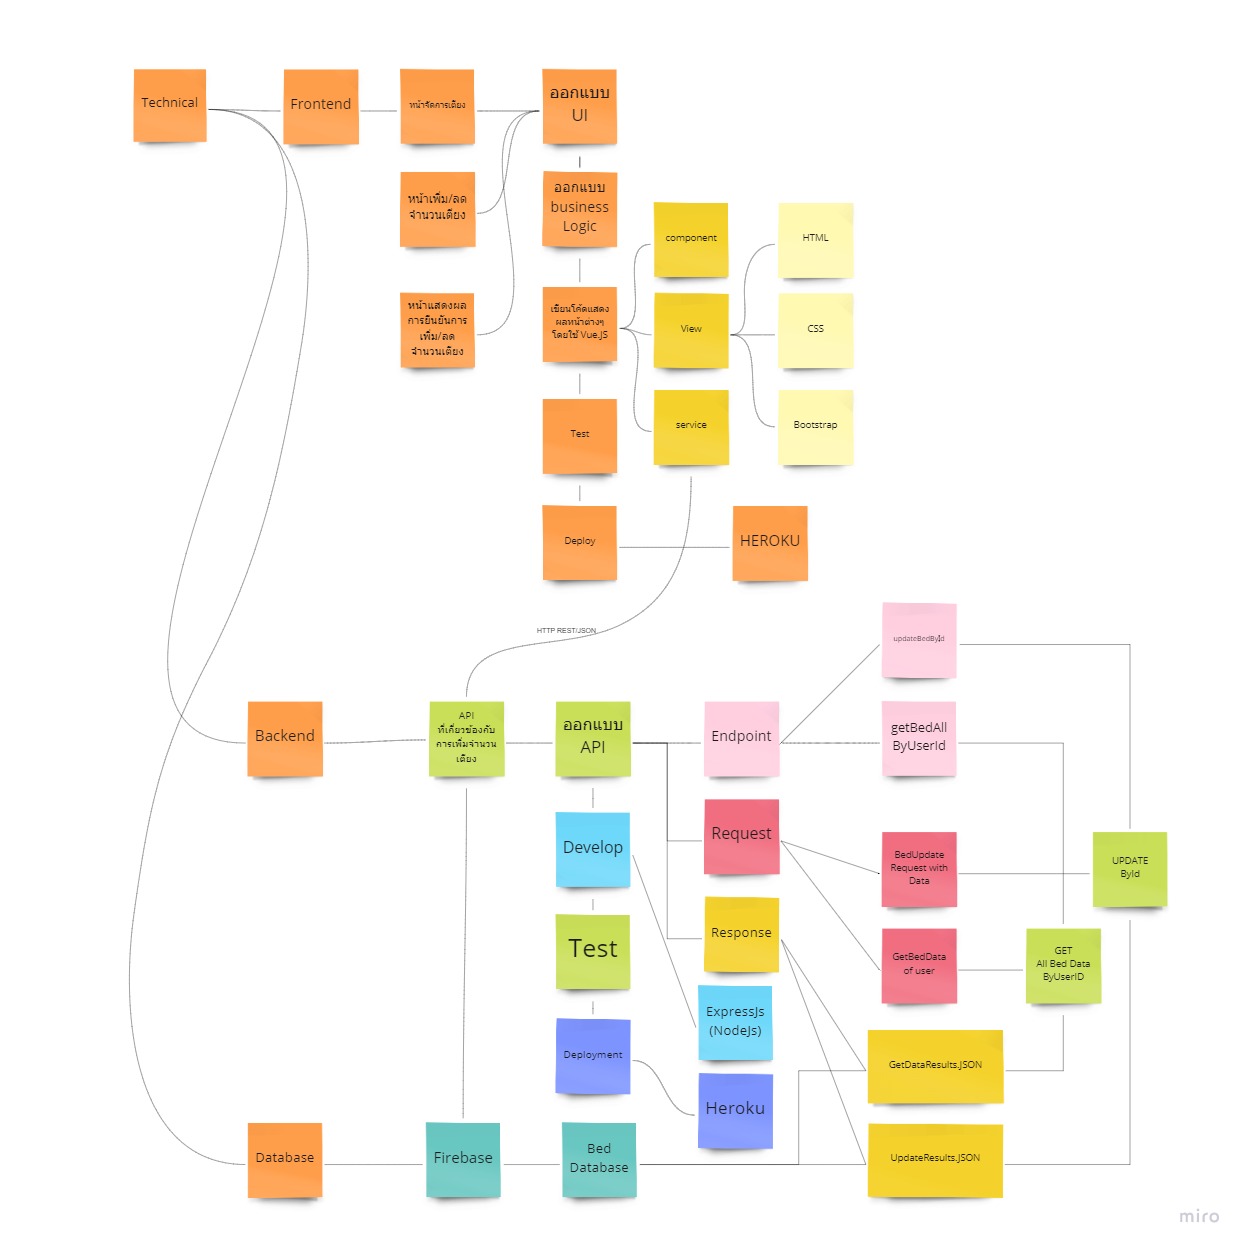 Technical
Frontend
หน้าจัดการเตียง
ออกแบบ
UI
หน้าเพิ่ม/ลด
จำนวนเตียง
ออกแบบ
business
Logic
component
HTML
หน้าแสดงผล
การยืนยันการ
เพิ่ม/ลด
จำนวนเตียง
เขียนโค้ดแสดง
ผลหน้าต่างๆ
โดยใช้ Vue.JS
View
CSS
Test
service
Bootstrap
Deploy
HEROKU
HTTP REST/JSON
updateBedById
Backend
API
ที่เกี่ยวข้องกับ
การเพิ่มจำนวน
เตียง
ออกแบบ
API
Endpoint
getBedAll
ByUserId
Develop
Request
BedUpdate
Request with
Data
UPDATE
ById
Test
Response
GetBedData
of user
GET
All Bed Data
ByUserID
ExpressJs
(NodeJs)
Deployment
GetDataResults.JSON
Heroku
Database
Firebase
Bed
Database
UpdateResults.JSON
miro